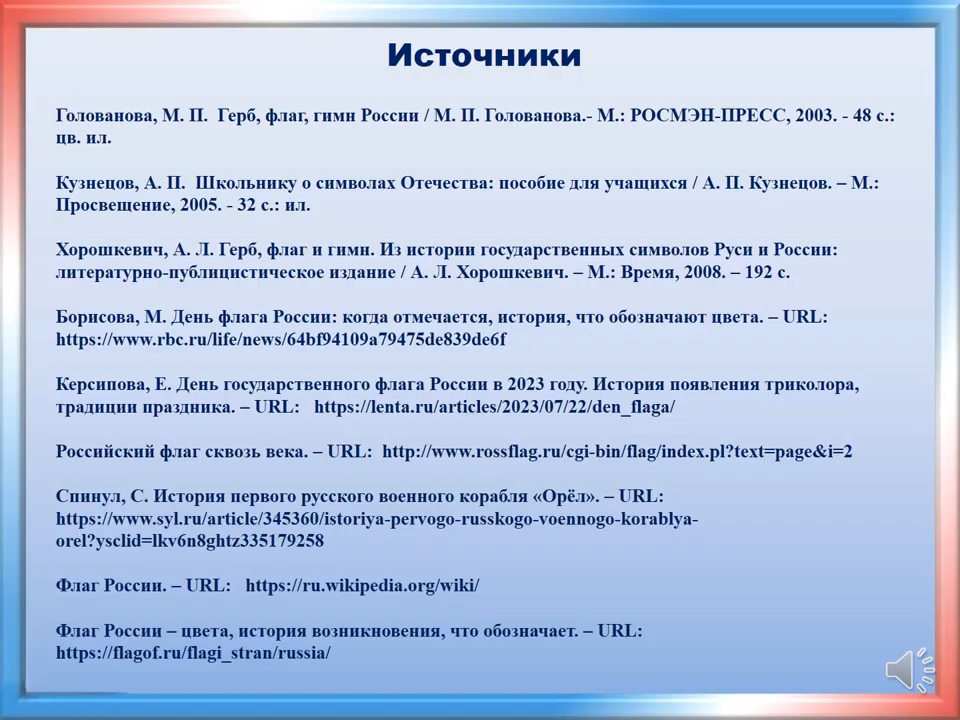 Источники
Голованова, М. П.  Герб, флаг, гимн России / М. П. Голованова.- М.: РОСМЭН-ПРЕСС, 2003. - 48 с.:
цв. ил.
Кузнецов, А. П.  Школьнику о символах Отечества: пособие для учащихся / А. П. Кузнецов. – М.:
Просвещение, 2005. - 32 с.: ил.
Хорошкевич, А. Л. Герб, флаг и гимн. Из истории государственных символов Руси и России:
литературно-публицистическое издание / А. Л. Хорошкевич. – М.: Время, 2008. – 192 с.
Борисова, М. День флага России: когда отмечается, история, что обозначают цвета. – URL:
https://www.rbc.ru/life/news/64bf94109a79475de839de6f
Керсипова, Е. День государственного флага России в 2023 году. История появления триколора,
традиции праздника. – URL:   https://lenta.ru/articles/2023/07/22/den_flaga/
Российский флаг сквозь века. – URL:  http://www.rossflag.ru/cgi-bin/flag/index.pl?text=page&i=2
Спинул, С. История первого русского военного корабля «Орёл». – URL:
https://www.syl.ru/article/345360/istoriya-pervogo-russkogo-voennogo-korablya-
orel?ysclid=lkv6n8ghtz335179258
Флаг России. – URL:   https://ru.wikipedia.org/wiki/
Флаг России – цвета, история возникновения, что обозначает. – URL:
https://flagof.ru/flagi_stran/russia/